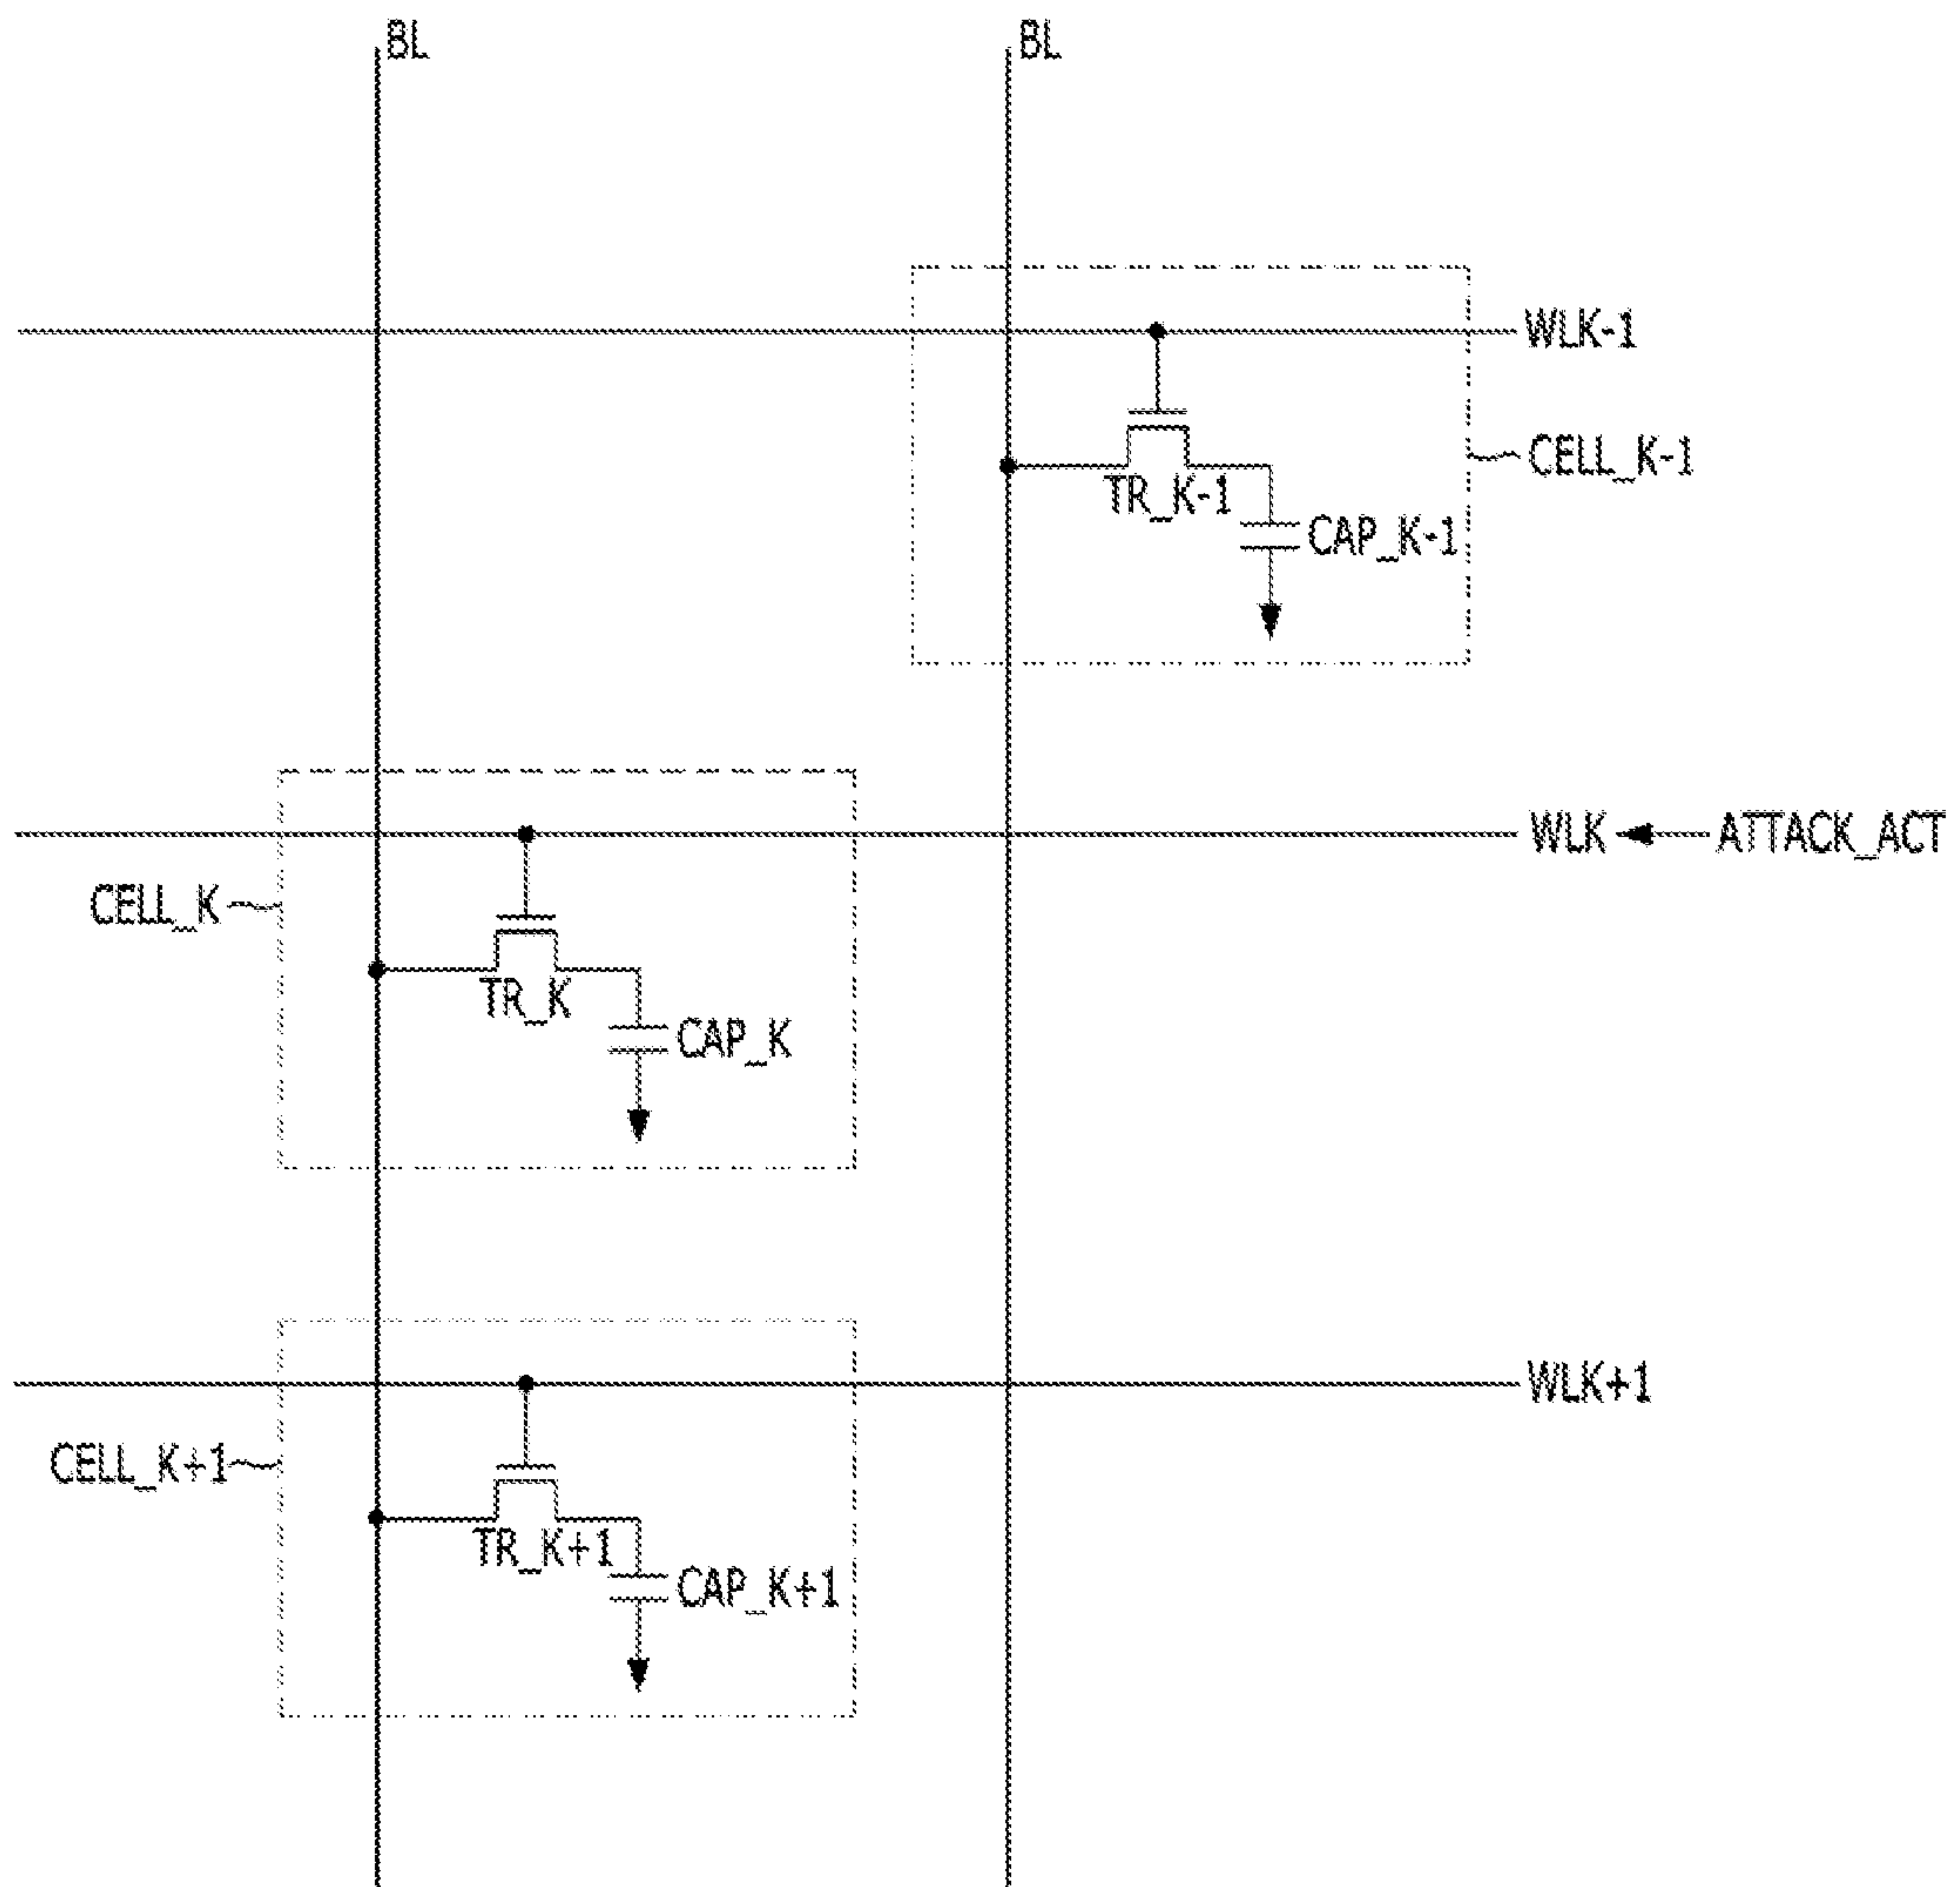 BL
BL
WLK-1
CELL_K-1
TR_K-1
CAP_K-1
WLK
ATTACK_ACT
CELL_K
TR_K
CAP_K
WLK+1
CELL_K+1
TR_K+1
CAP_K+1